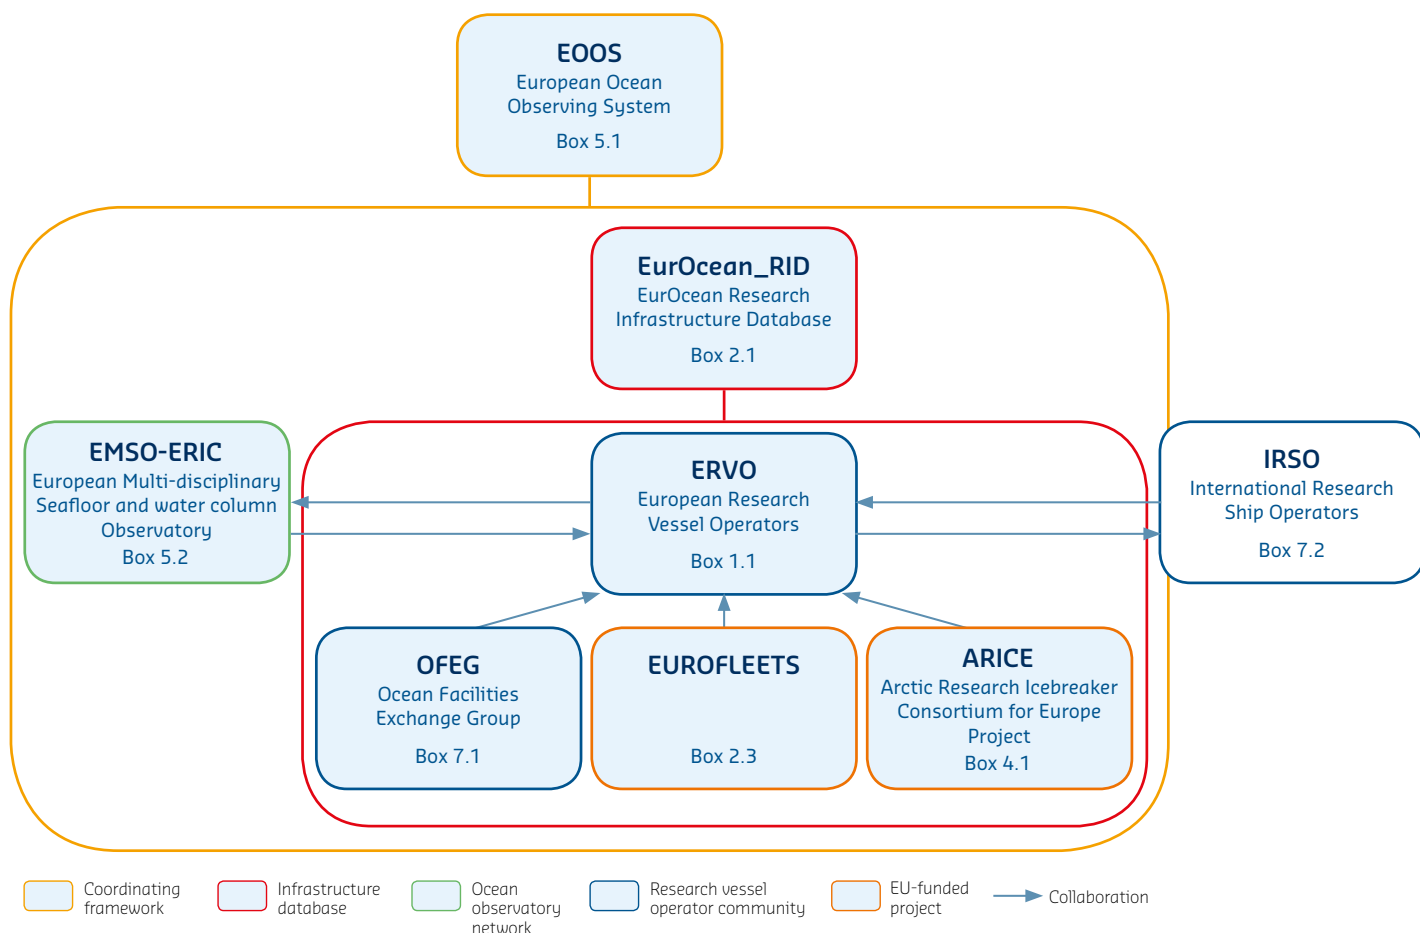 EOOS
European Ocean
Observing System
Box 5.1
EurOcean_RID
EurOcean Research
Infrastructure Database
Box 2.1
EMSO-ERIC
European Multi-disciplinary
Seafloor and water column
Observatory
Box 5.2
ERVO
European Research
Vessel Operators
Box 1.1
IRSO
International Research
Ship Operators
Box 7.2
OFEG
Ocean Facilities
Exchange Group
Box 7.1
EUROFLEETS
Box 2.3
ARICE
Arctic Research Icebreaker
Consortium for Europe
Project
Box 4.1
Coordinating
framework
Infrastructure
database
Ocean
observatory
network
Research vessel
operator community
EU-funded
project
Collaboration